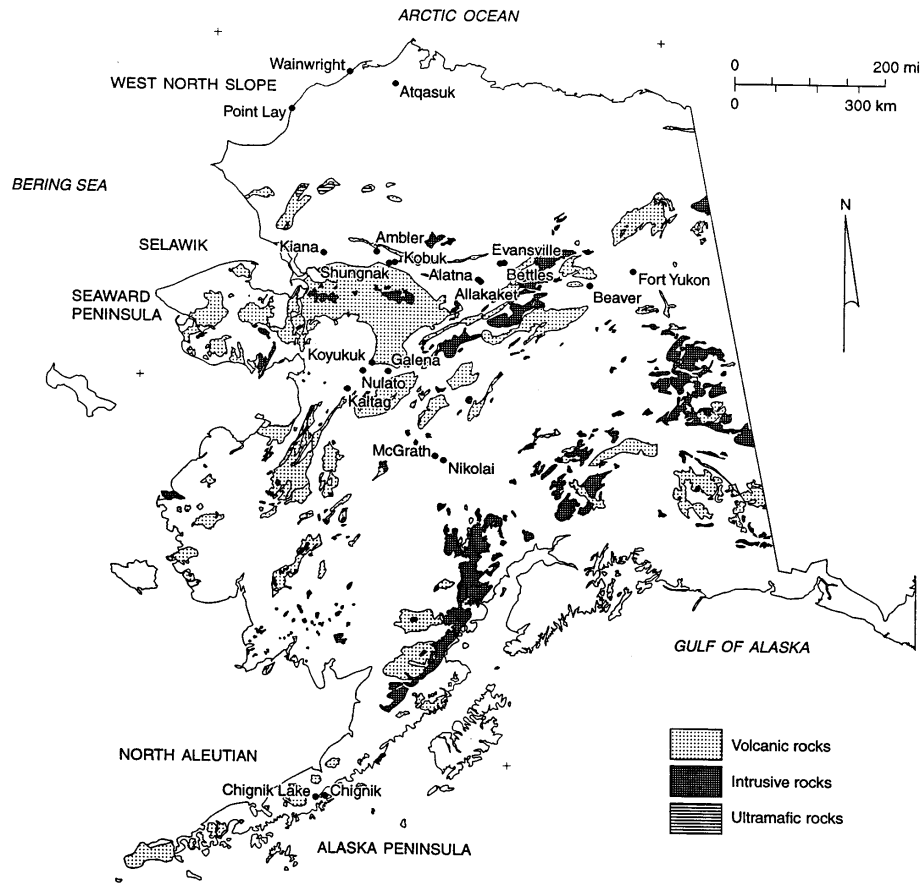 ARCTIC OCEAN
Wainwright
WEST NORTH SLOPE
Atqasuk
Point Lay
0 200 mi
0 300 km
BERING SEA
N
SELAWIK
Kiana
Ambler
Kobuk
Shungnak
Evansville
Alatna
Bettles
Allakaket
Fort Yukon
Beaver
SEAWARD
PENINSULA
Koyukuk
Galena
Nulato
Kaltag
McGrath
Nikolai
GULF OF ALASKA
NORTH ALEUTIAN
Chignik Lake
Chignik
ALASKA PENINSULA
Volcanic rocks
Intrusive rocks
Ultramafic rocks